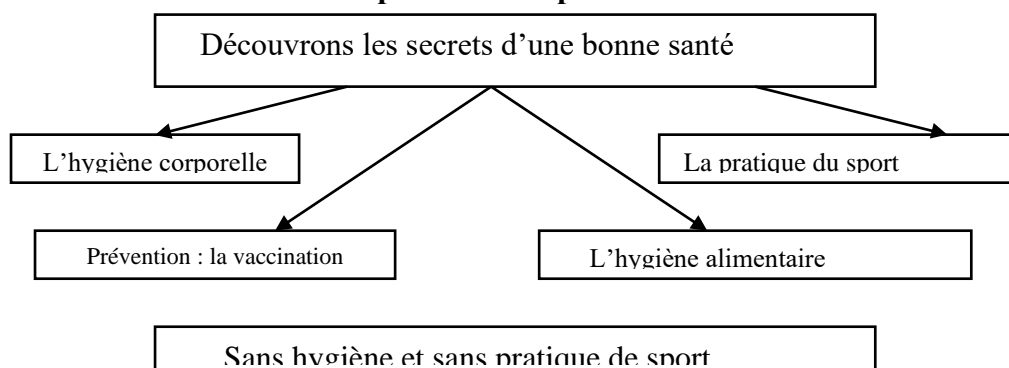 Découvrons les secrets d’une bonne santé
L’hygiène corporelle
La pratique du sport
Prévention : la vaccination
L’hygiène alimentaire
Sans hygiène et sans pratique de sport